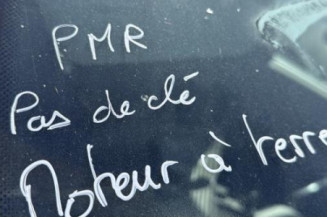 PMR
Pas de clé
Moteur à terre